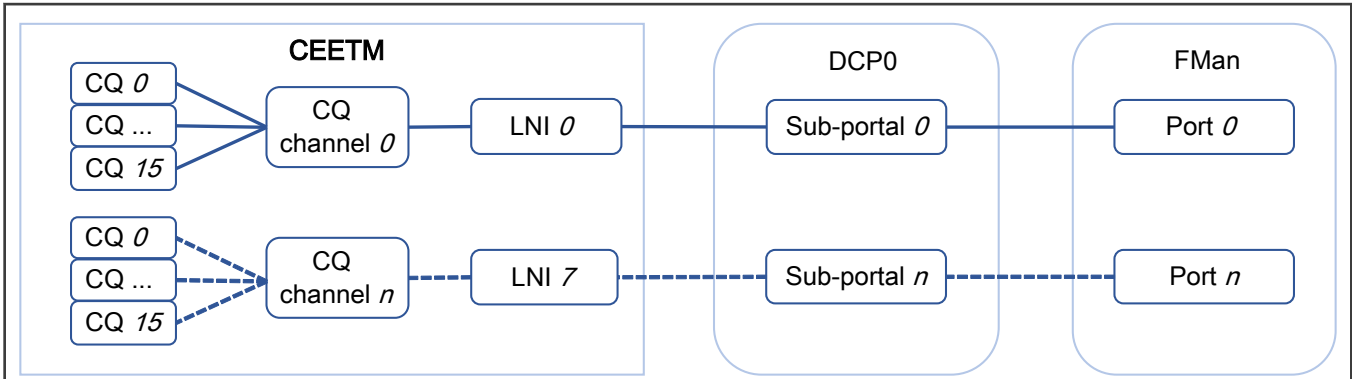 CEETM
DCP0
FMan
CQ 0
CQ ...
CQ 15
CQ
channel 0
LNI 0
Sub-portal 0
Port 0
CQ 0
CQ ...
CQ 15
CQ
channel n
LNI 7
Sub-portal n
Port n